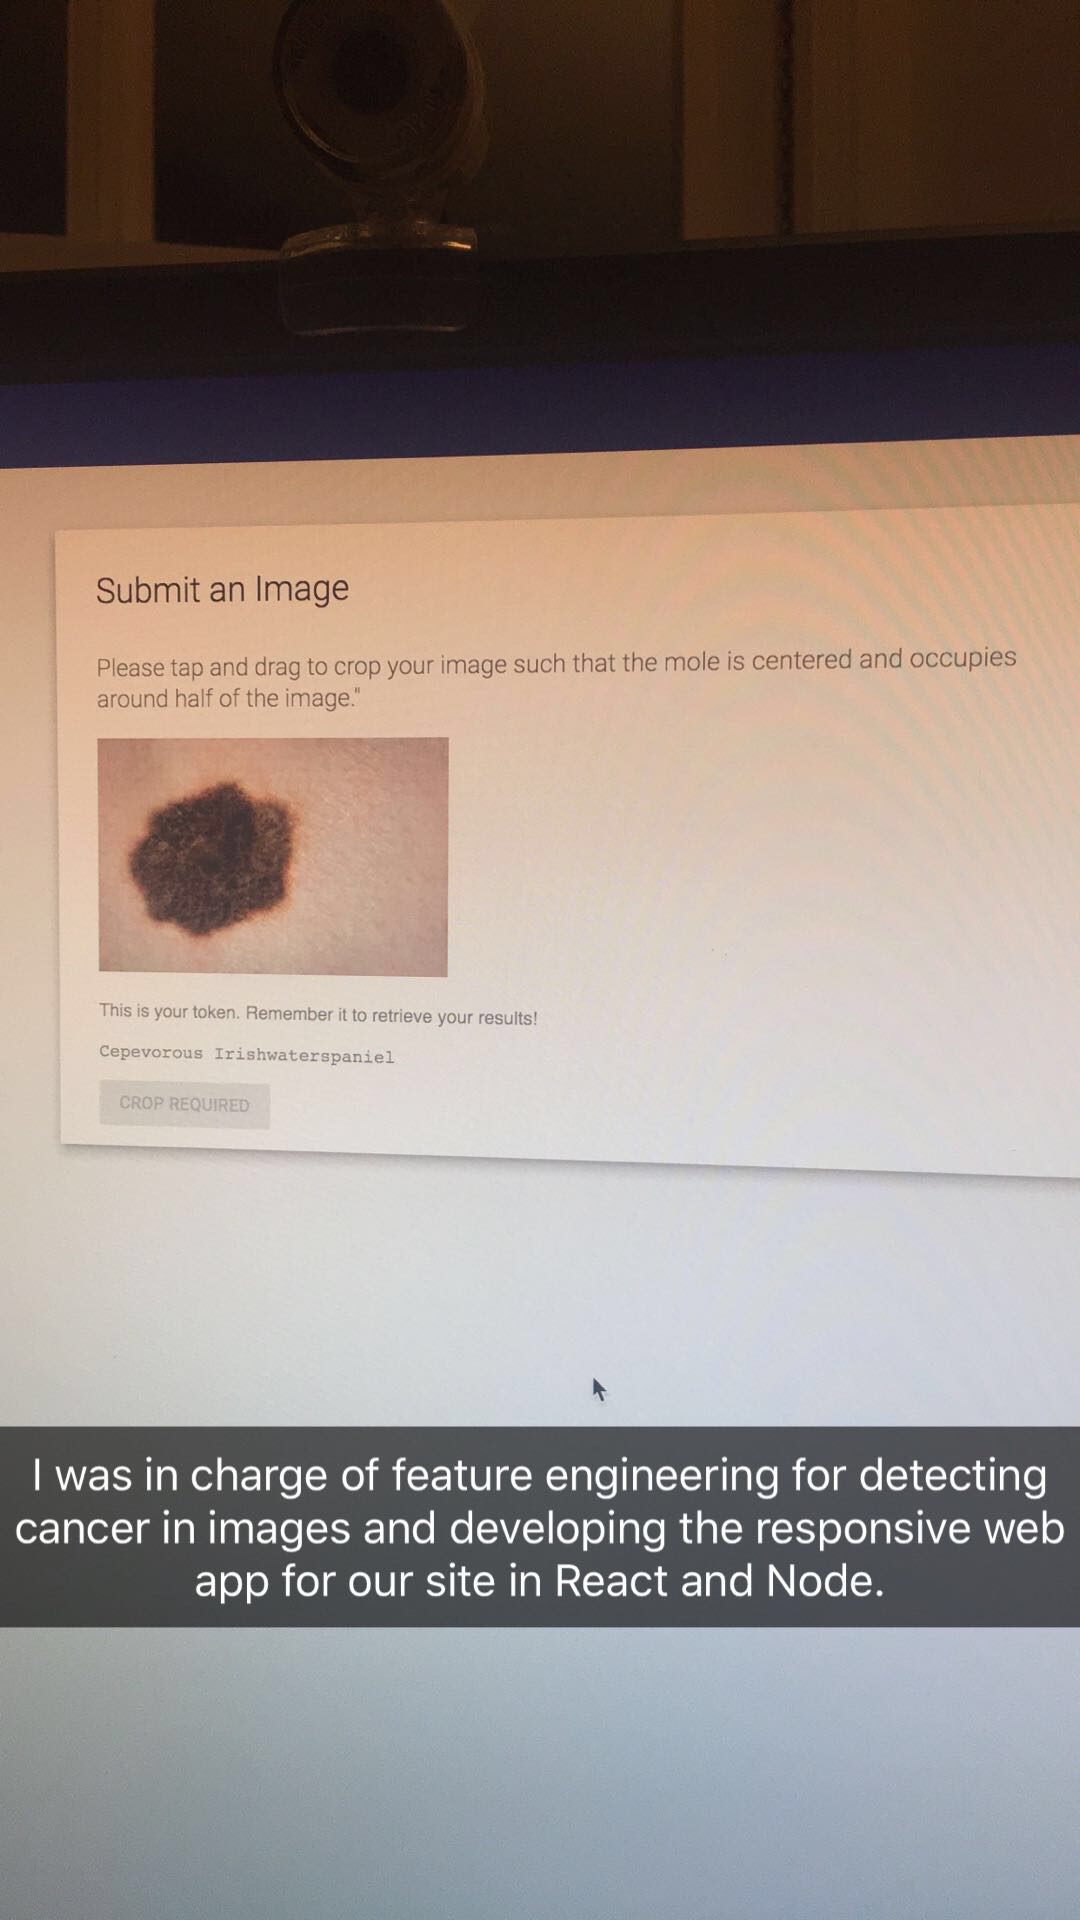 Submit an Image
Please tap and drag to crop your image such that the mole is centered and occupies
around half of the image."
This is your token. Remember it to retrieve your results!
Cepevorous Irishwaterspaniel
CROP REQUIRED
I was in charge of feature engineering for detecting
cancer in images and developing the responsive web
app for our site in React and Node.